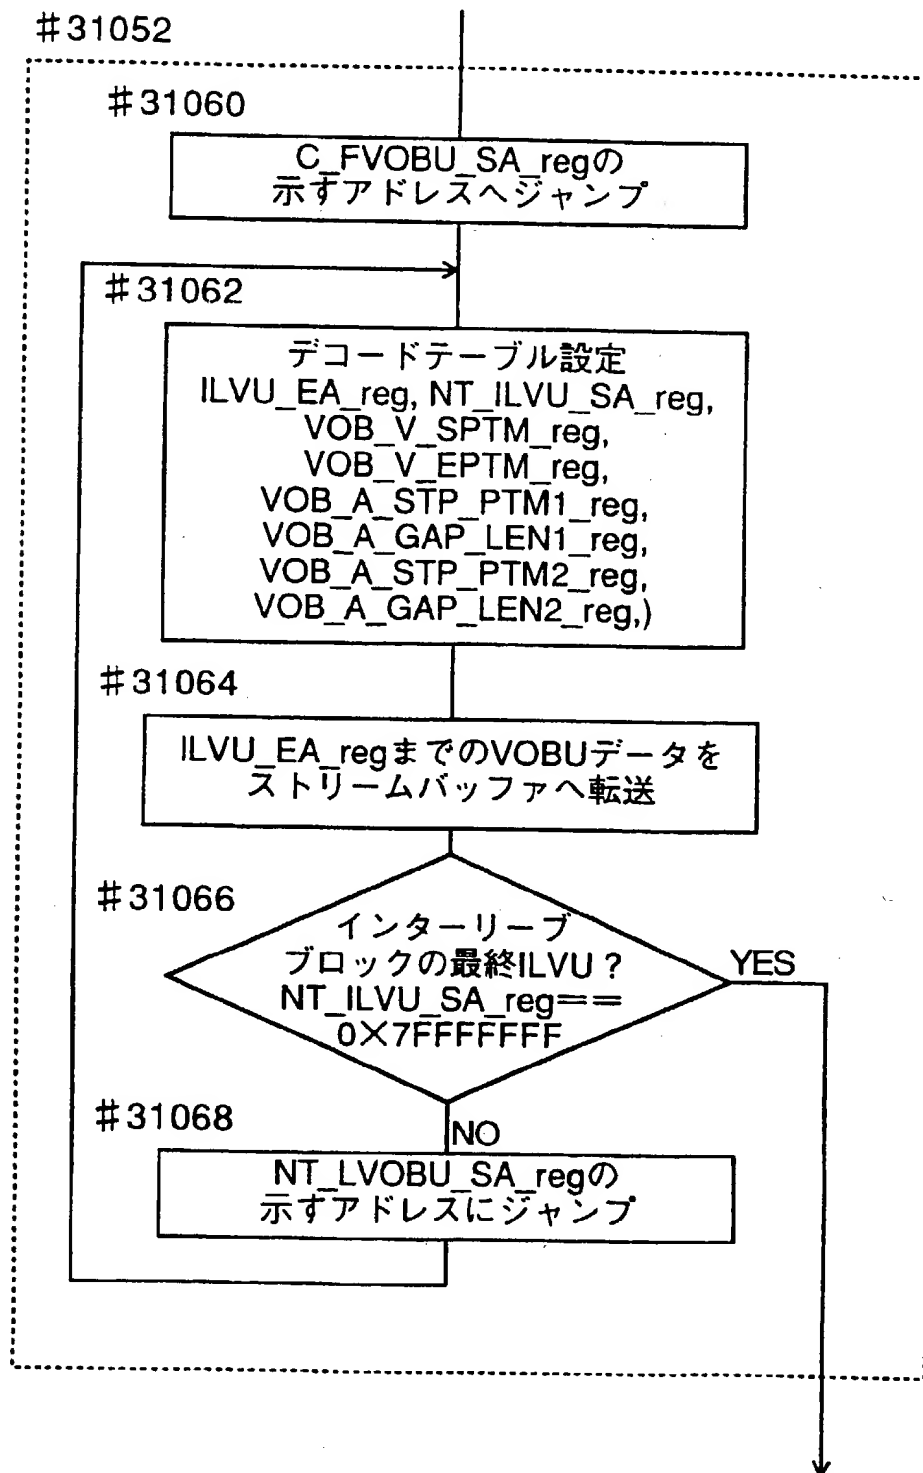 #31052
#31060
C_FVOBU_SA_regの
示すアドレスへジャンプ
#31062
デコードテーブル設定
ILVU_EA_reg, NT_ILVU_SA_reg,
VOB_V_SPTM_reg,
VOB_V_EPTM_reg,
VOB_A_STP_PTM1_reg,
VOB_A_GAP_LEN1_reg,
VOB_A_STP_PTM2_reg,
VOB_A_GAP_LEN2_reg,)
#31064
ILVU_EA_regまでのVOBUデータを
ストリームバッファへ転送
#31066
インターリーブ
ブロックの最終ILVU?
NT_ILVU_SA_reg==
0×7FFFFFFF
YES
#31068
NO
NT_LVOBU_SA_regの
示すアドレスにジャンプ